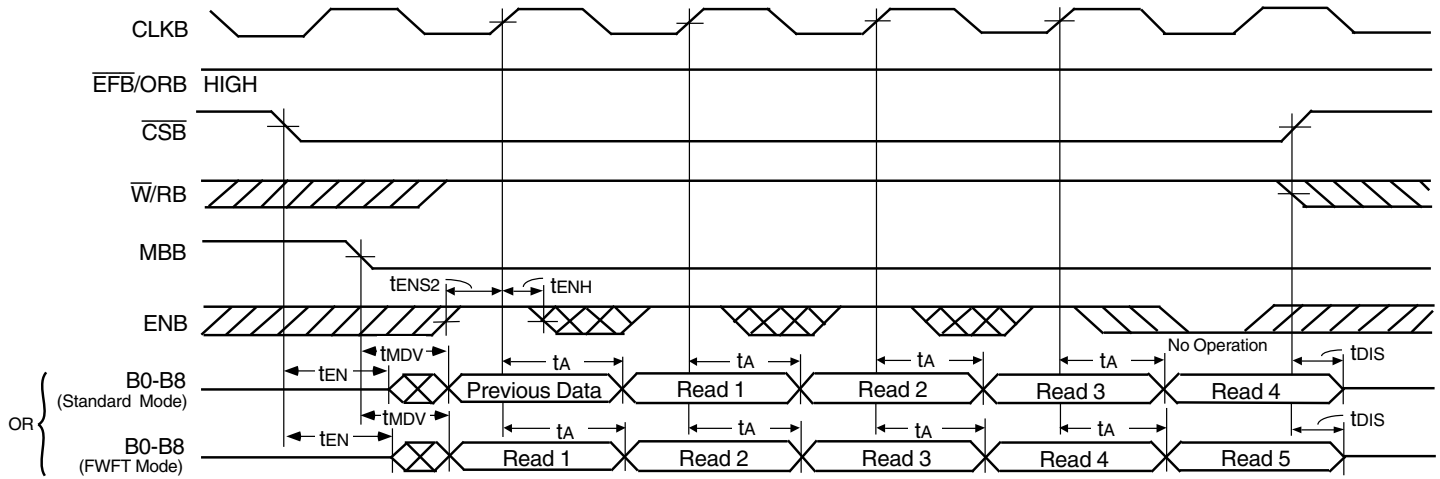 CLKB
EFB/ORB HIGH
CSB
W/RB
MBB
tENS2 tENH
ENB
No Operation
tMDV tA tA tA tA tDIS
tEN
B0-B8 Previous Data Read 1 Read 2 Read 3 Read 4
(Standard Mode)
OR
tMDV tDIS
tEN tA tA tA tA
B0-B8 Read 1 Read 2 Read 3 Read 4 Read 5
(FWFT Mode)